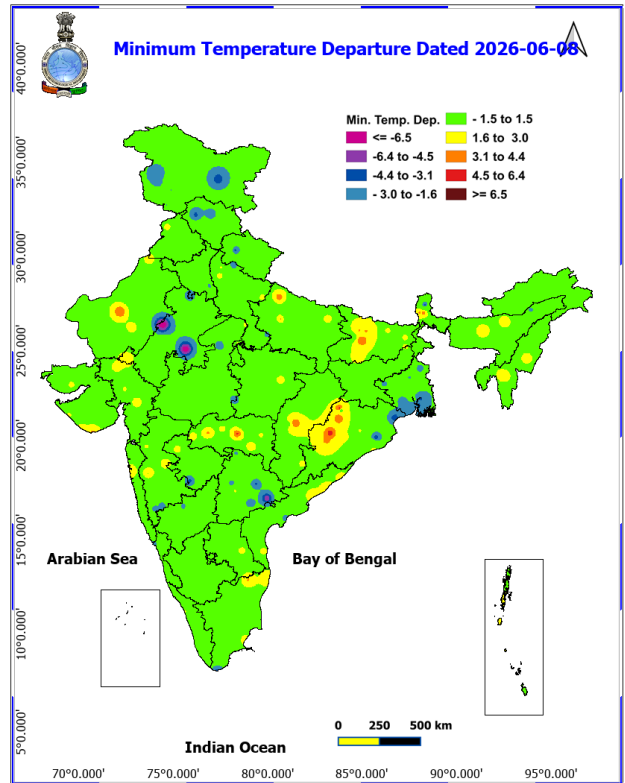 Minimum Temperature Departure Dated 2026-06-08
Min. Temp. Dep.
<= -6.5
-6.4 to -4.5
-4.4 to -3.1
- 3.0 to -1.6
- 1.5 to 1.5
1.6 to 3.0
3.1 to 4.4
4.5 to 6.4
>= 6.5
40°0.000'
35°0.000'
30°0.000'
25°0.000'
20°0.000'
15°0.000'
10°0.000'
5°0.000'
Arabian Sea
Bay of Bengal
Indian Ocean
0 250 500 km
70°0.000' 75°0.000' 80°0.000' 85°0.000' 90°0.000' 95°0.000'